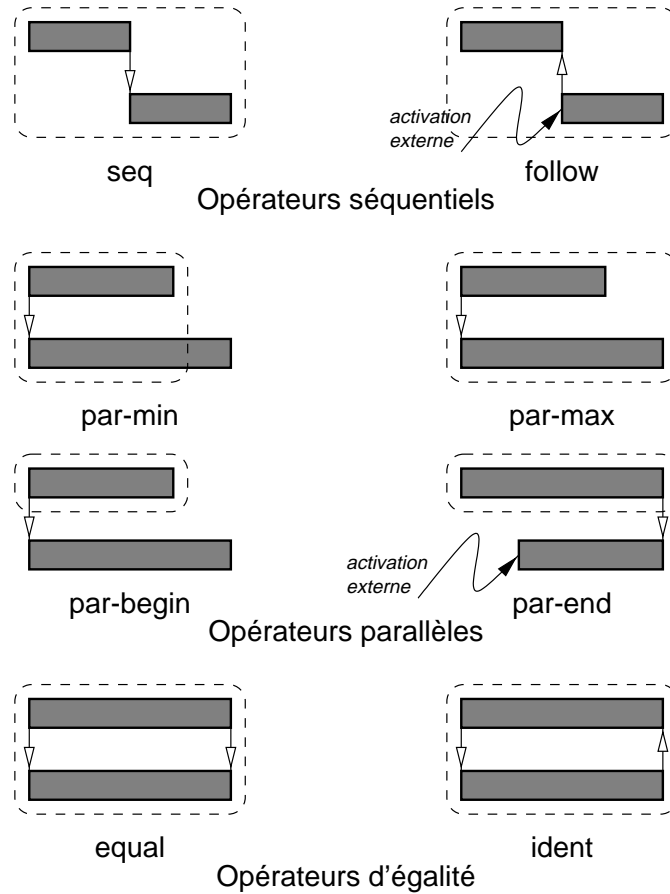 activation
externe
seq
follow
Opérateurs séquentiels
par-min
par-max
activation
externe
par-begin
par-end
Opérateurs parallèles
equal
ident
Opérateurs d'égalité